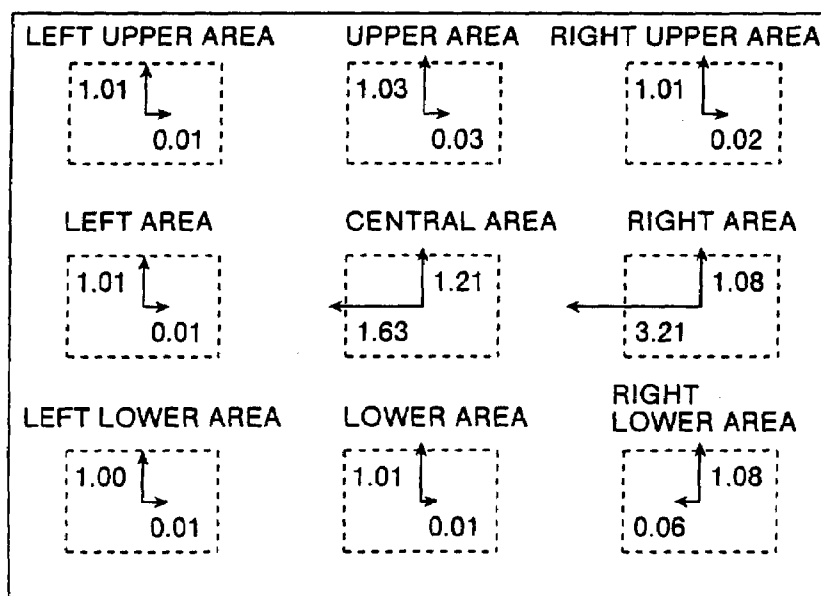 LEFT UPPER AREA UPPER AREA RIGHT UPPER AREA
1.01 1.03 1.01
0.01 0.03 0.02
LEFT AREA CENTRAL AREA RIGHT AREA
1.01 1.21 1.08
0.01 1.63 3.21
RIGHT
LEFT LOWER AREA LOWER AREA LOWER AREA
1.00 1.01 1.08
0.01 0.01 0.06